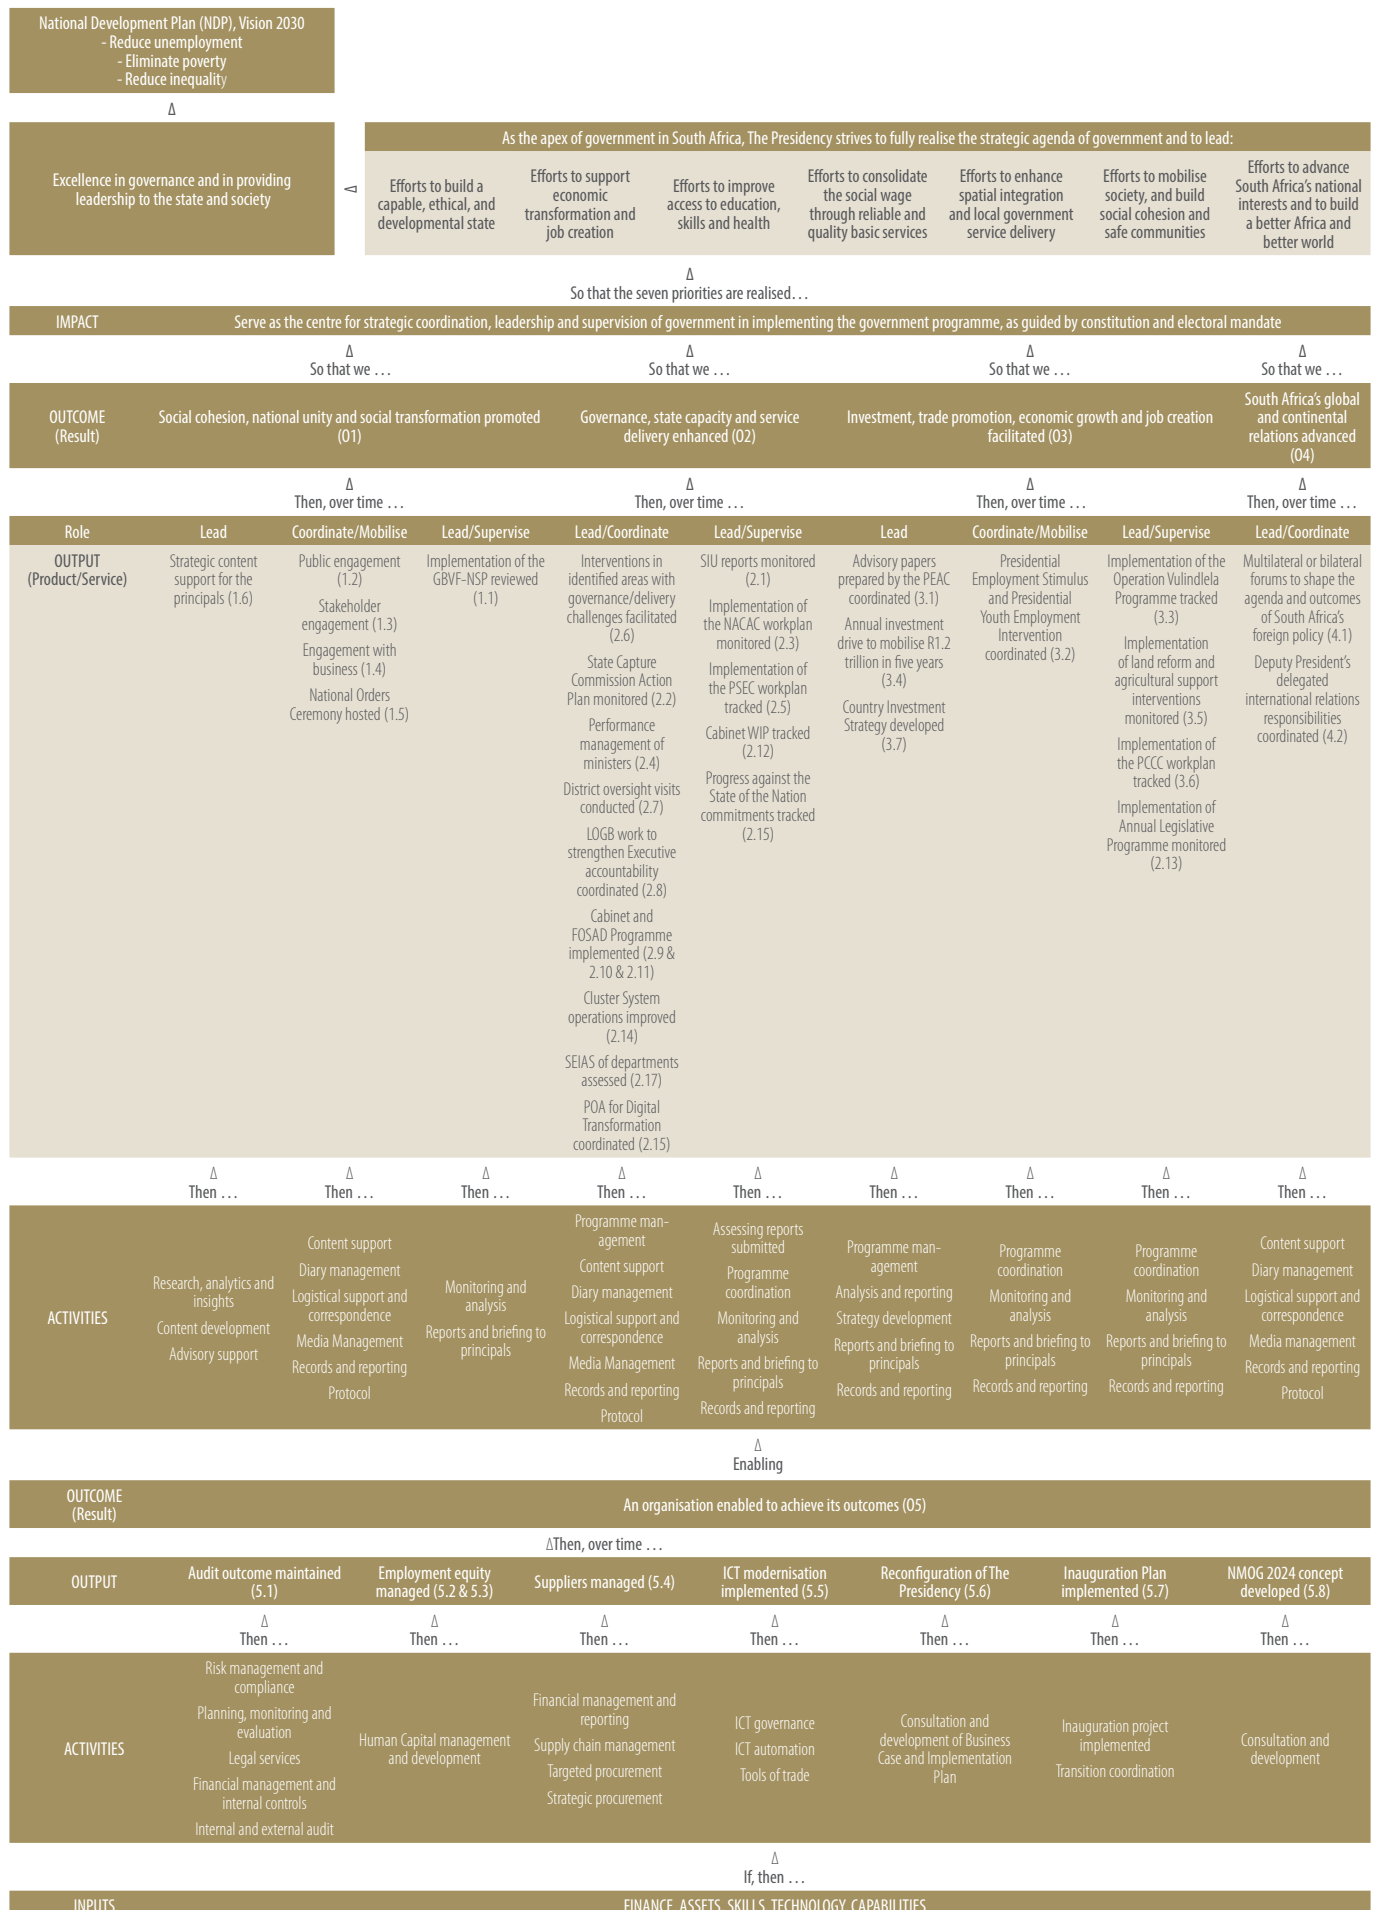 National Development Plan (NDP), Vision 2030
- Reduce unemployment
- Eliminate poverty
- Reduce inequality
Excellence in governance and in providing
leadership to the state and society
As the apex of government in South Africa, The Presidency strives to fully realise the strategic agenda of government and to lead:
Efforts to build a
capable, ethical, and
developmental state
Efforts to support
economic
transformation and
job creation
Efforts to improve
access to education,
skills and health
Efforts to consolidate
the social wage
through reliable and
quality basic services
Efforts to enhance
spatial integration
and local government
service delivery
Efforts to mobilise
society, and build
social cohesion and
safe communities
Efforts to advance
South Africa's national
interests and to build
a better Africa and
better world
So that the seven priorities are realised…
IMPACT
Serve as the centre for strategic coordination, leadership and supervision of government in implementing the government programme, as guided by constitution and electoral mandate
So that we …
So that we …
So that we …
So that we …
OUTCOME
(Result)
Social cohesion, national unity and social transformation promoted
(O1)
Governance, state capacity and service
delivery enhanced (O2)
Investment, trade promotion, economic growth and job creation
facilitated (O3)
South Africa's global
and continental
relations advanced
(O4)
Then, over time …
Then, over time …
Then, over time …
Then, over time …
Role
Lead
Coordinate/Mobilise
Lead/Supervise
Lead/Coordinate
Lead/Supervise
Lead
Coordinate/Mobilise
Lead/Supervise
Lead/Coordinate
OUTPUT
(Product/Service)
Strategic content
support for the
principals (1.6)
Public engagement
(1.2)
Stakeholder
engagement (1.3)
Engagement with
business (1.4)
National Orders
Ceremony hosted (1.5)
Implementation of the
GBVF-NSP reviewed
(1.1)
Interventions in
identified areas with
governance/delivery
challenges facilitated
(2.6)
State Capture
Commission Action
Plan monitored (2.2)
Performance
management of
ministers (2.4)
District oversight visits
conducted (2.7)
LOGB work to
strengthen Executive
accountability
coordinated (2.8)
Cabinet and
FOSAD Programme
implemented (2.9 &
2.10 & 2.11)
Cluster System
operations improved
(2.14)
SEIAS of departments
assessed (2.17)
POA for Digital
Transformation
coordinated (2.15)
SIU reports monitored
(2.1)
Implementation of
the NACAC workplan
monitored (2.3)
Implementation of
the PSEC workplan
tracked (2.5)
Cabinet WIP tracked
(2.12)
Progress against the
State of the Nation
commitments tracked
(2.15)
Advisory papers
prepared by the PEAC
coordinated (3.1)
Annual investment
drive to mobilise R1.2
trillion in five years
(3.4)
Country Investment
Strategy developed
(3.7)
Presidential
Employment Stimulus
and Presidential
Youth Employment
Intervention
coordinated (3.2)
Implementation of the
Operation Vulindlela
Programme tracked
(3.3)
Implementation
of land reform and
agricultural support
interventions
monitored (3.5)
Implementation of
the PCCC workplan
tracked (3.6)
Implementation of
Annual Legislative
Programme monitored
(2.13)
Multilateral or bilateral
forums to shape the
agenda and outcomes
of South Africa's
foreign policy (4.1)
Deputy President's
delegated
international relations
responsibilities
coordinated (4.2)
Then …
Then …
Then …
Then …
Then …
Then …
Then …
Then …
Then …
ACTIVITIES
Research, analytics and
insights
Content development
Advisory support
Content support
Diary management
Logistical support and
correspondence
Media Management
Records and reporting
Protocol
Monitoring and
analysis
Reports and briefing to
principals
Programme man-
agement
Content support
Diary management
Logistical support and
correspondence
Media Management
Records and reporting
Protocol
Assessing reports
submitted
Programme
coordination
Monitoring and
analysis
Reports and briefing to
principals
Records and reporting
Programme man-
agement
Analysis and reporting
Strategy development
Reports and briefing to
principals
Records and reporting
Programme
coordination
Monitoring and
analysis
Reports and briefing to
principals
Records and reporting
Programme
coordination
Monitoring and
analysis
Reports and briefing to
principals
Records and reporting
Content support
Diary management
Logistical support and
correspondence
Media management
Records and reporting
Protocol
Enabling
OUTCOME
(Result)
An organisation enabled to achieve its outcomes (O5)
Then, over time …
OUTPUT
Audit outcome maintained
(5.1)
Employment equity
managed (5.2 & 5.3)
Suppliers managed (5.4)
ICT modernisation
implemented (5.5)
Reconfiguration of The
Presidency (5.6)
Inauguration Plan
implemented (5.7)
NMOG 2024 concept
developed (5.8)
Then …
Then …
Then …
Then …
Then …
Then …
Then …
ACTIVITIES
Risk management and
compliance
Planning, monitoring and
evaluation
Legal services
Financial management and
internal controls
Internal and external audit
Human Capital management
and development
Financial management and
reporting
Supply chain management
Targeted procurement
Strategic procurement
ICT governance
ICT automation
Tools of trade
Consultation and
development of Business
Case and Implementation
Plan
Inauguration project
implemented
Transition coordination
Consultation and
development
If, then …
INPUTS
FINANCE, ASSETS, SKILLS, TECHNOLOGY, CAPABILITIES